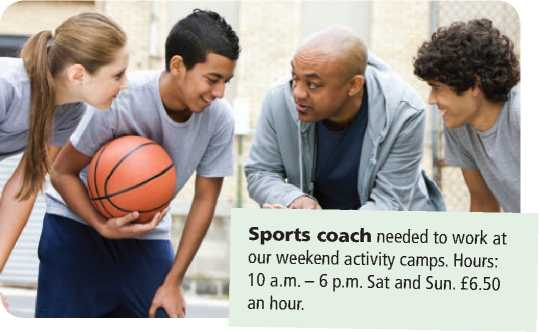 Sports coach needed to work at
our weekend activity camps. Hours:
10 a.m. – 6 p.m. Sat and Sun. £6.50
an hour.